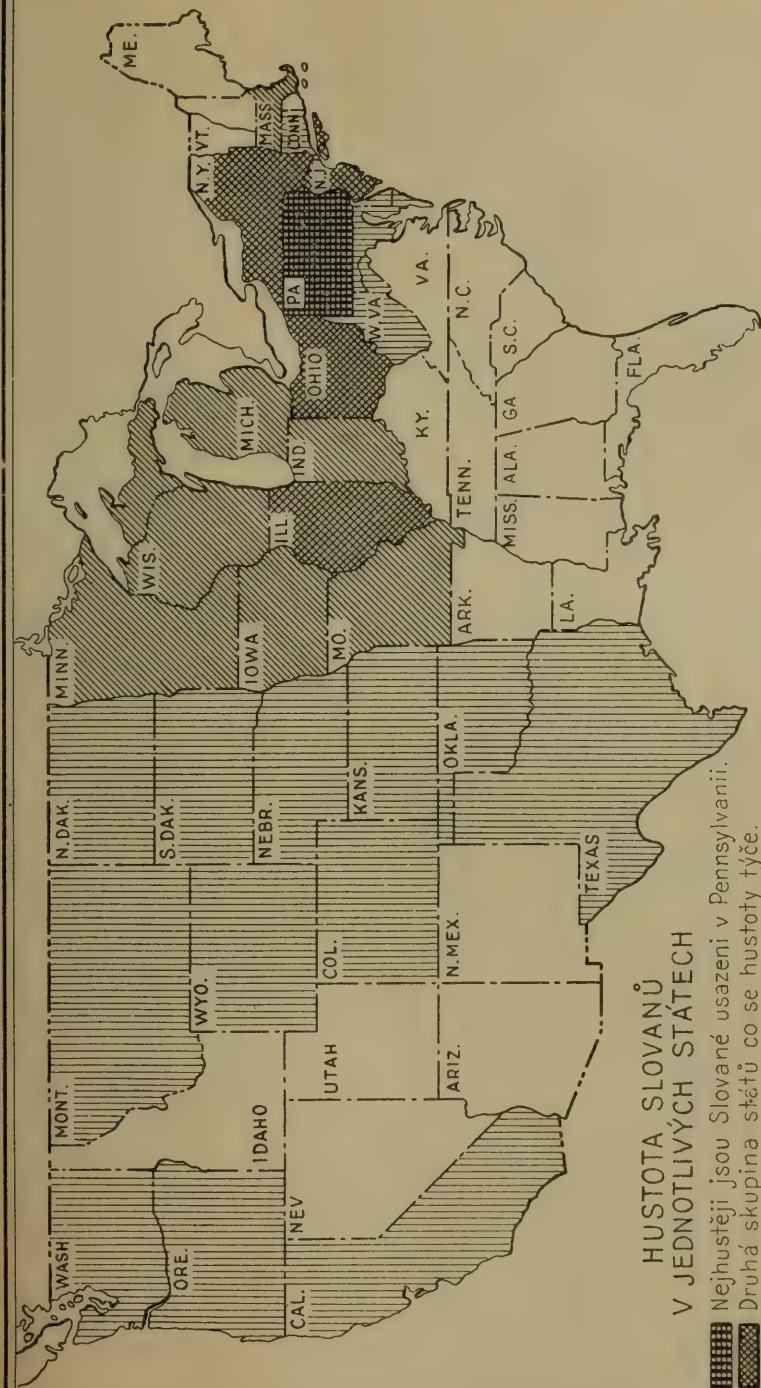 HUSTOTA SLOVANŮ
V JEDNOTLIVÝCH STÁTECH
Nejhustěji jsou Slované usazeni v Pennsylvanii.
Druhá skupina států co se hustoty týče.
WASH
ORE.
CAL.
NEV
IDAHO
MONT.
WYO.
UTAH
COL.
ARIZ.
N.MEX.
N.DAK.
S.DAK.
NEBR.
KANS.
OKLA.
TEXAS
MINN.
IOWA
MO.
ARK.
LA.
WIS.
ILL.
MICH.
IND.
OHIO
KY.
TENN.
MISS.
ALA.
GA
FLA.
S.C.
N.C.
VA.
W.VA.
PA
N.Y.
N.J.
VT.
MASS
CONN
ME.